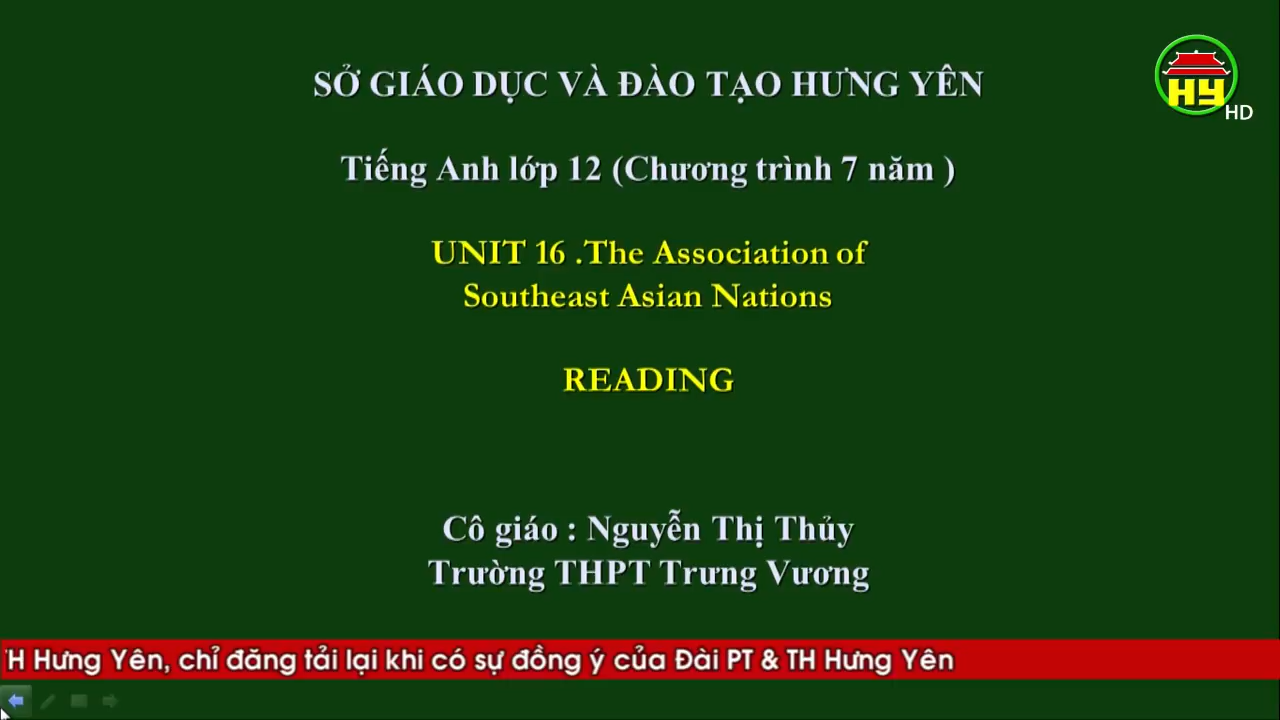 SỞ GIÁO DỤC VÀ ĐÀO TẠO HƯNG YÊN
HY
HD
Tiếng Anh lớp 12 (Chương trình 7 năm )
UNIT 16 .The Association of
Southeast Asian Nations
READING
Cô giáo : Nguyễn Thị Thủy
Trường THPT Trưng Vương
TH Hưng Yên, chỉ đăng tải lại khi có sự đồng ý của Đài PT & TH Hưng Yên